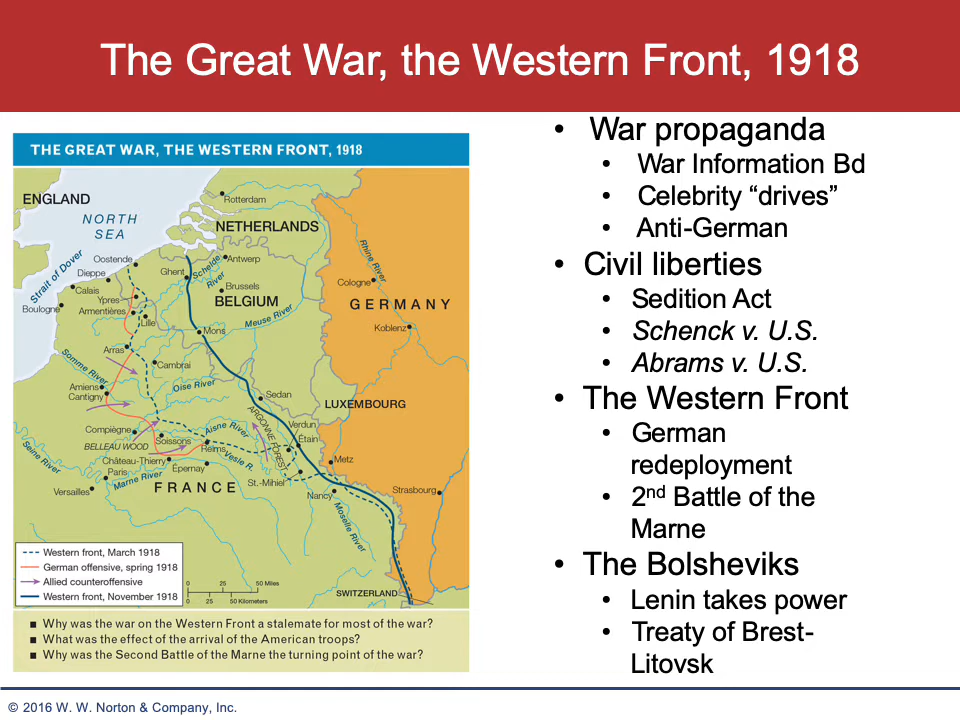 The Great War, the Western Front, 1918
THE GREAT WAR, THE WESTERN FRONT, 1918
ENGLAND
NORTH
SEA
Rotterdam
NETHERLANDS
Strait of Dover
Oostende
Dieppe
Calais
Boulogne
Ypres
Armentières
Lille
Ghent
Schelde
River
Antwerp
Brussels
BELGIUM
Meuse River
Mons
Rhine River
Cologne
GERMANY
Koblenz
Arras
Cambrai
Somme River
Amiens
Cantigny
Oise River
Sedan
LUXEMBOURG
Compiègne
BELLEAU WOOD
Soissons
Aisne River
Reims
Vesle R.
ARGONNE FOREST
Verdun
Étain
Metz
Seine River
Château-Thierry
Paris
Épernay
Marne River
Versailles
FRANCE
St.-Mihiel
Nancy
Moselle River
Strasbourg
SWITZERLAND
Western front, March 1918
German offensive, spring 1918
Allied counteroffensive
Western front, November 1918
0 25 50 Miles
0 25 50 Kilometers
■ Why was the war on the Western Front a stalemate for most of the war?
■ What was the effect of the arrival of the American troops?
■ Why was the Second Battle of the Marne the turning point of the war?
• War propaganda
• War Information Bd
• Celebrity “drives”
• Anti-German
• Civil liberties
• Sedition Act
• Schenck v. U.S.
• Abrams v. U.S.
• The Western Front
• German
redeployment
• 2nd Battle of the
Marne
• The Bolsheviks
• Lenin takes power
• Treaty of Brest-
Litovsk
© 2016 W. W. Norton & Company, Inc.